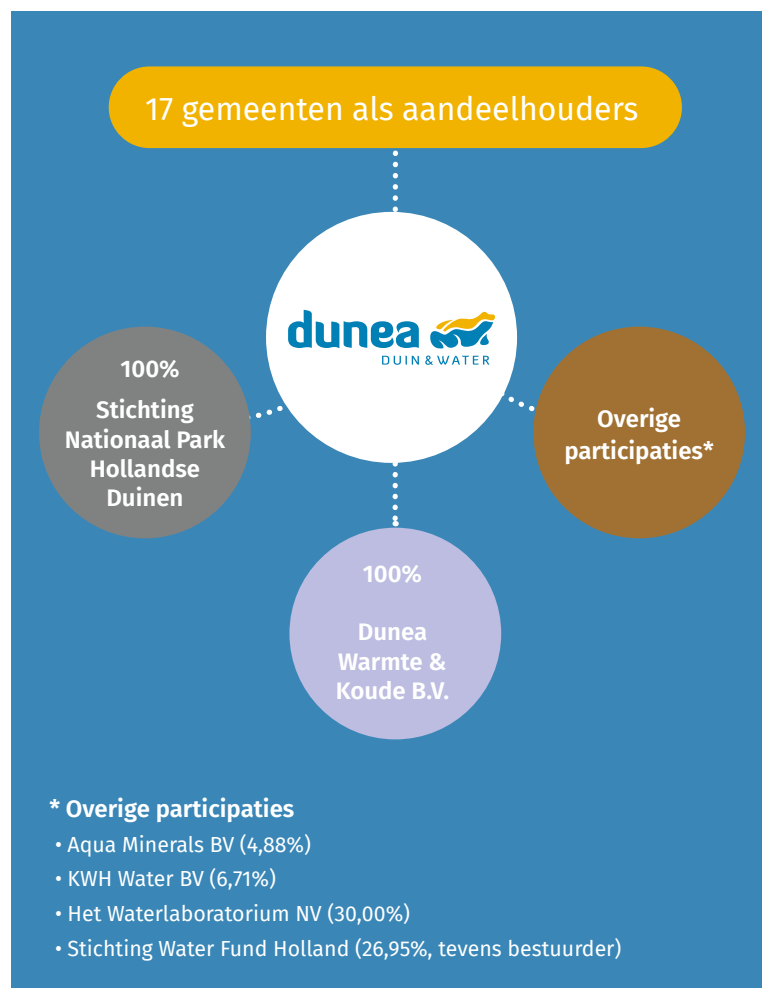 17 gemeenten als aandeelhouders
dunea
DUIN & WATER
100%
Stichting
Nationaal Park
Hollandse
Duinen
Overige
participaties*
100%
Dunea
Warmte &
Koude B.V.
* Overige participaties
• Aqua Minerals BV (4,88%)
• KWH Water BV (6,71%)
• Het Waterlaboratorium NV (30,00%)
• Stichting Water Fund Holland (26,95%, tevens bestuurder)